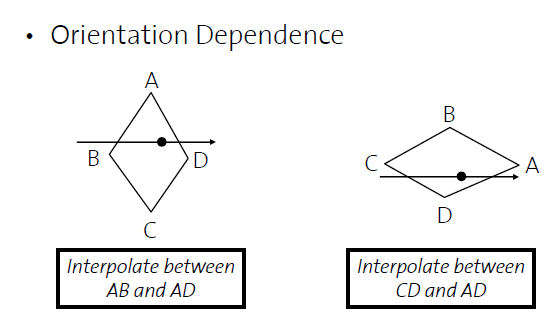 • Orientation Dependence
A
B
D
C
B
C
A
D
Interpolate between
AB and AD
Interpolate between
CD and AD